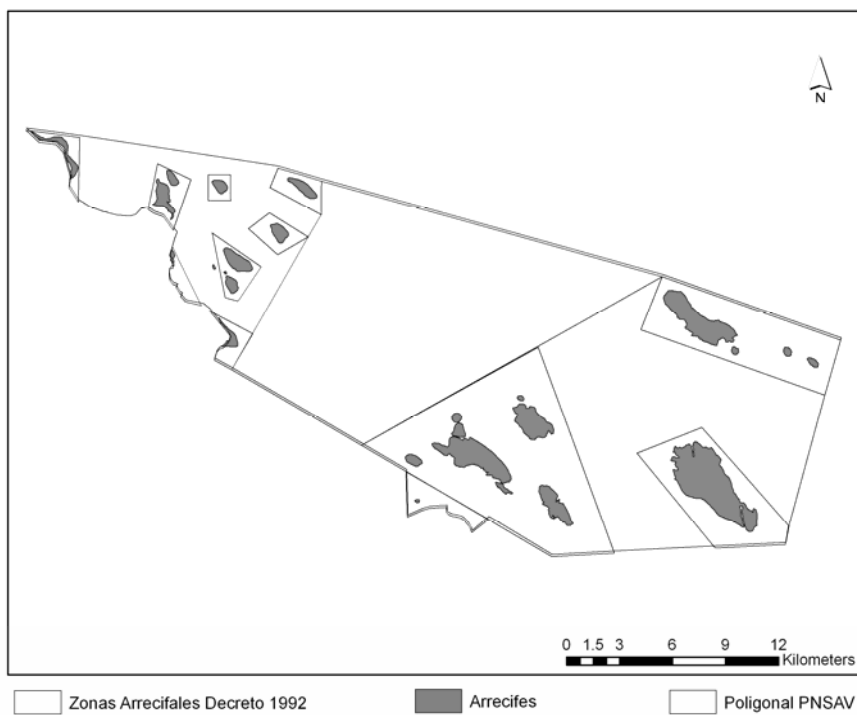 N
0 1.5 3 6 9 12
Kilometers
Zonas Arrecifales Decreto 1992 Arrecifes Poligonal PNSAV